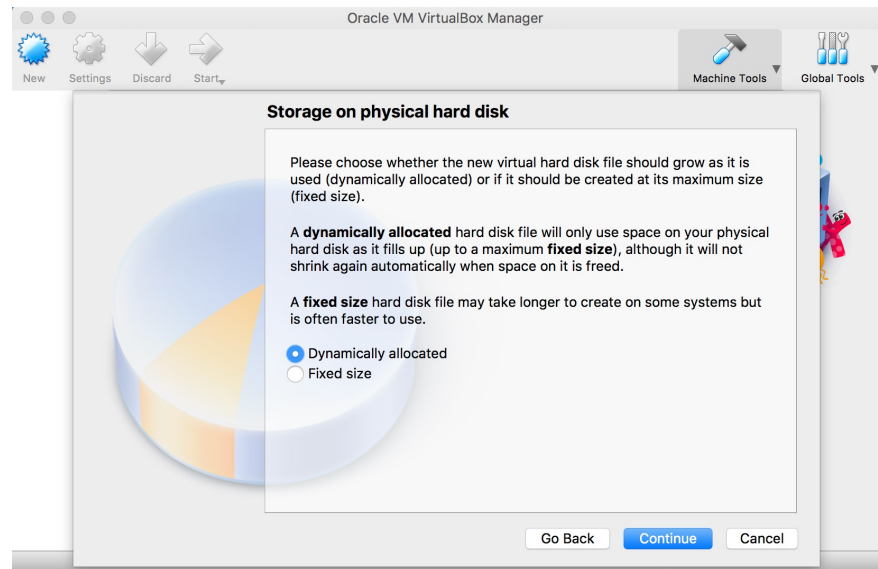 Oracle VM VirtualBox Manager
New Settings Discard Start Machine Tools Global Tools
Storage on physical hard disk
Please choose whether the new virtual hard disk file should grow as it is
used (dynamically allocated) or if it should be created at its maximum size
(fixed size).
A dynamically allocated hard disk file will only use space on your physical
hard disk as it fills up (up to a maximum fixed size), although it will not
shrink again automatically when space on it is freed.
A fixed size hard disk file may take longer to create on some systems but
is often faster to use.
Dynamically allocated
Fixed size
Go Back Continue Cancel